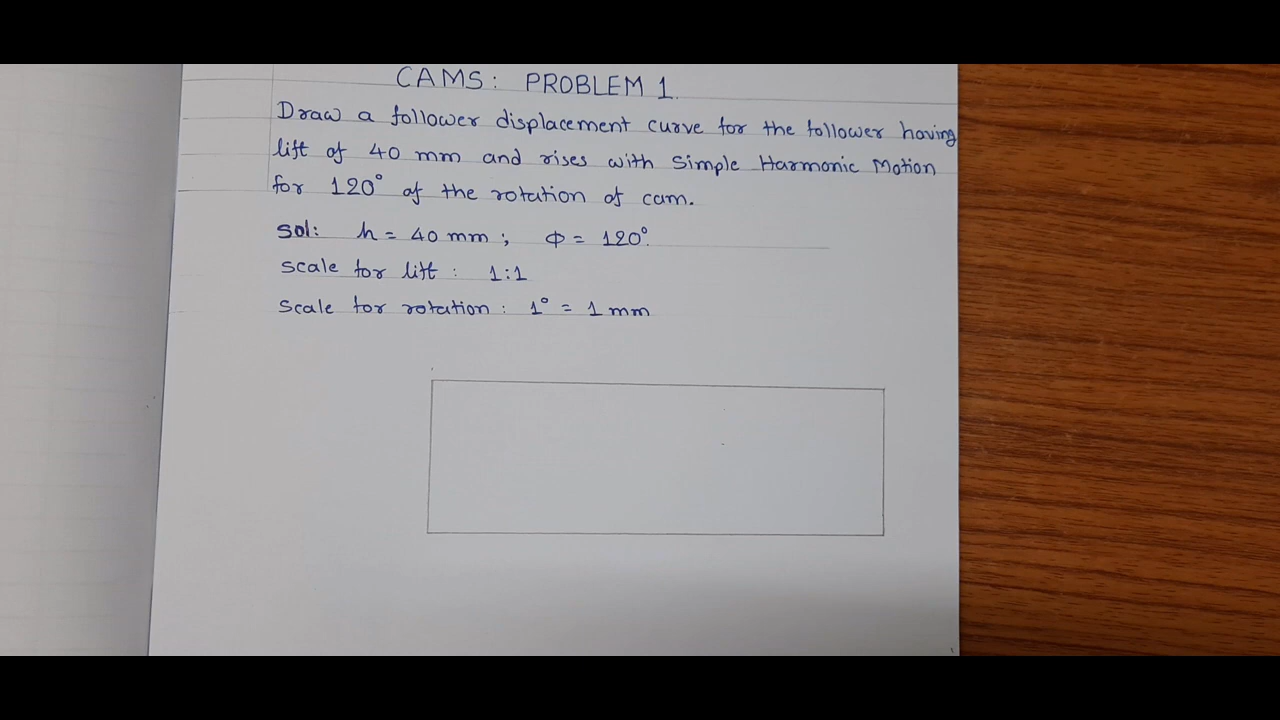 CAMS: PROBLEM 1.
Draw a follower displacement curve for the follower having
lift of 40 mm and rises with Simple Harmonic Motion
for 120° of the rotation of cam.
Sol: h = 40 mm; Φ = 120°.
Scale for lift : 1:1
Scale for rotation : 1° = 1 mm